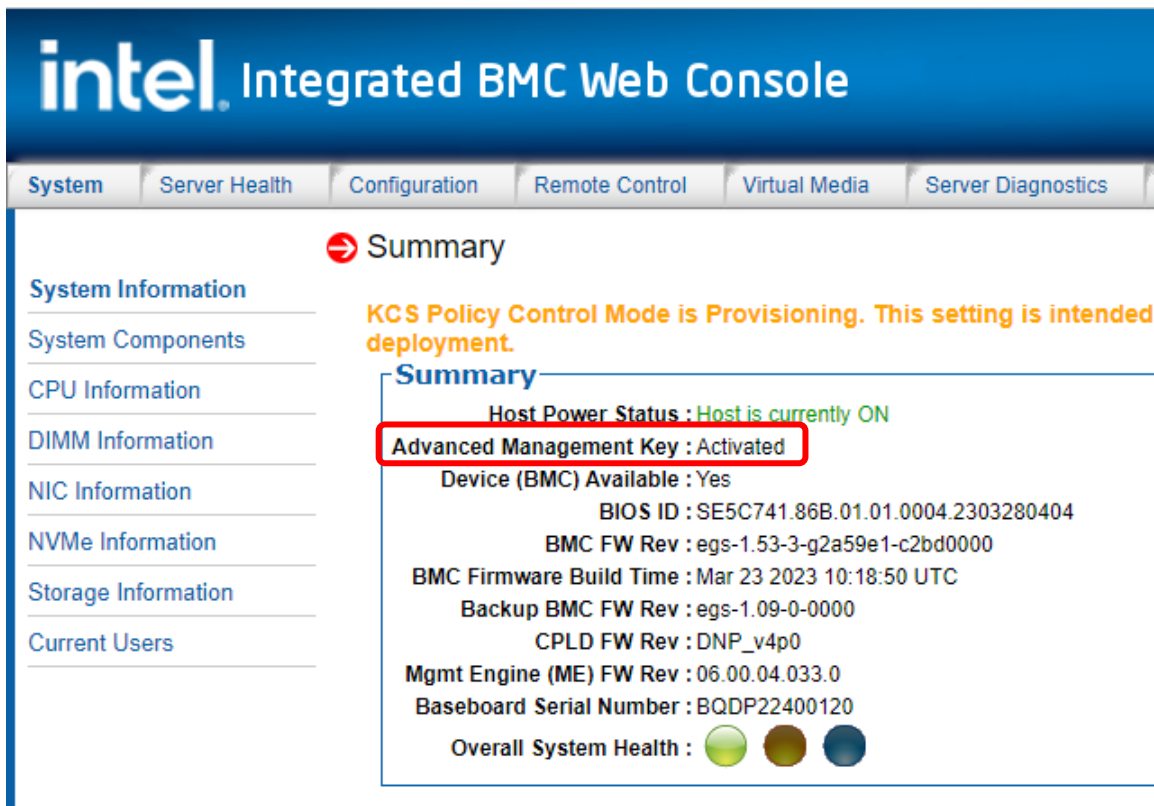 intel. Integrated BMC Web Console
System Server Health Configuration Remote Control Virtual Media Server Diagnostics
Summary
System Information
System Components
CPU Information
DIMM Information
NIC Information
NVMe Information
Storage Information
Current Users
KCS Policy Control Mode is Provisioning. This setting is intended
deployment.
Summary
Host Power Status : Host is currently ON
Advanced Management Key : Activated
Device (BMC) Available : Yes
BIOS ID : SE5C741.86B.01.01.0004.2303280404
BMC FW Rev : egs-1.53-3-g2a59e1-c2bd0000
BMC Firmware Build Time : Mar 23 2023 10:18:50 UTC
Backup BMC FW Rev : egs-1.09-0-0000
CPLD FW Rev : DNP_v4p0
Mgmt Engine (ME) FW Rev : 06.00.04.033.0
Baseboard Serial Number : BQDP22400120
Overall System Health :